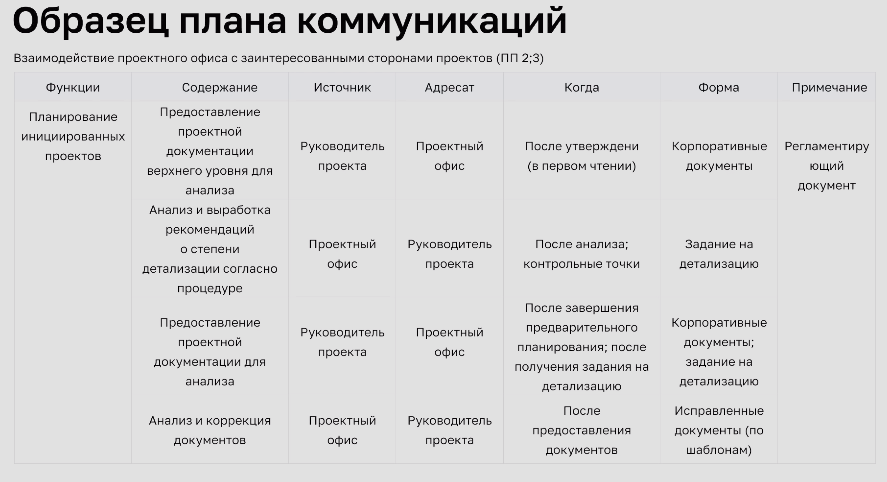 Образец плана коммуникаций
Взаимодействие проектного офиса с заинтересованными сторонами проектов (ПП 2;3)
Функции
Содержание
Источник
Адресат
Когда
Форма
Примечание
Планирование
инициированных
проектов
Предоставление
проектной
документации
верхнего уровня для
анализа
Руководитель
проекта
Проектный
офис
После утверждени
(в первом чтении)
Корпоративные
документы
Регламентиру
ющий
документ
Анализ и выработка
рекомендаций
о степени
детализации согласно
процедуре
Проектный
офис
Руководитель
проекта
После анализа;
контрольные точки
Задание на
детализацию
Предоставление
проектной
документации для
анализа
Руководитель
проекта
Проектный
офис
После завершения
предварительного
планирования; после
получения задания на
детализацию
Корпоративные
документы;
задание на
детализацию
Анализ и коррекция
документов
Проектный
офис
Руководитель
проекта
После
предоставления
документов
Исправленные
документы (по
шаблонам)